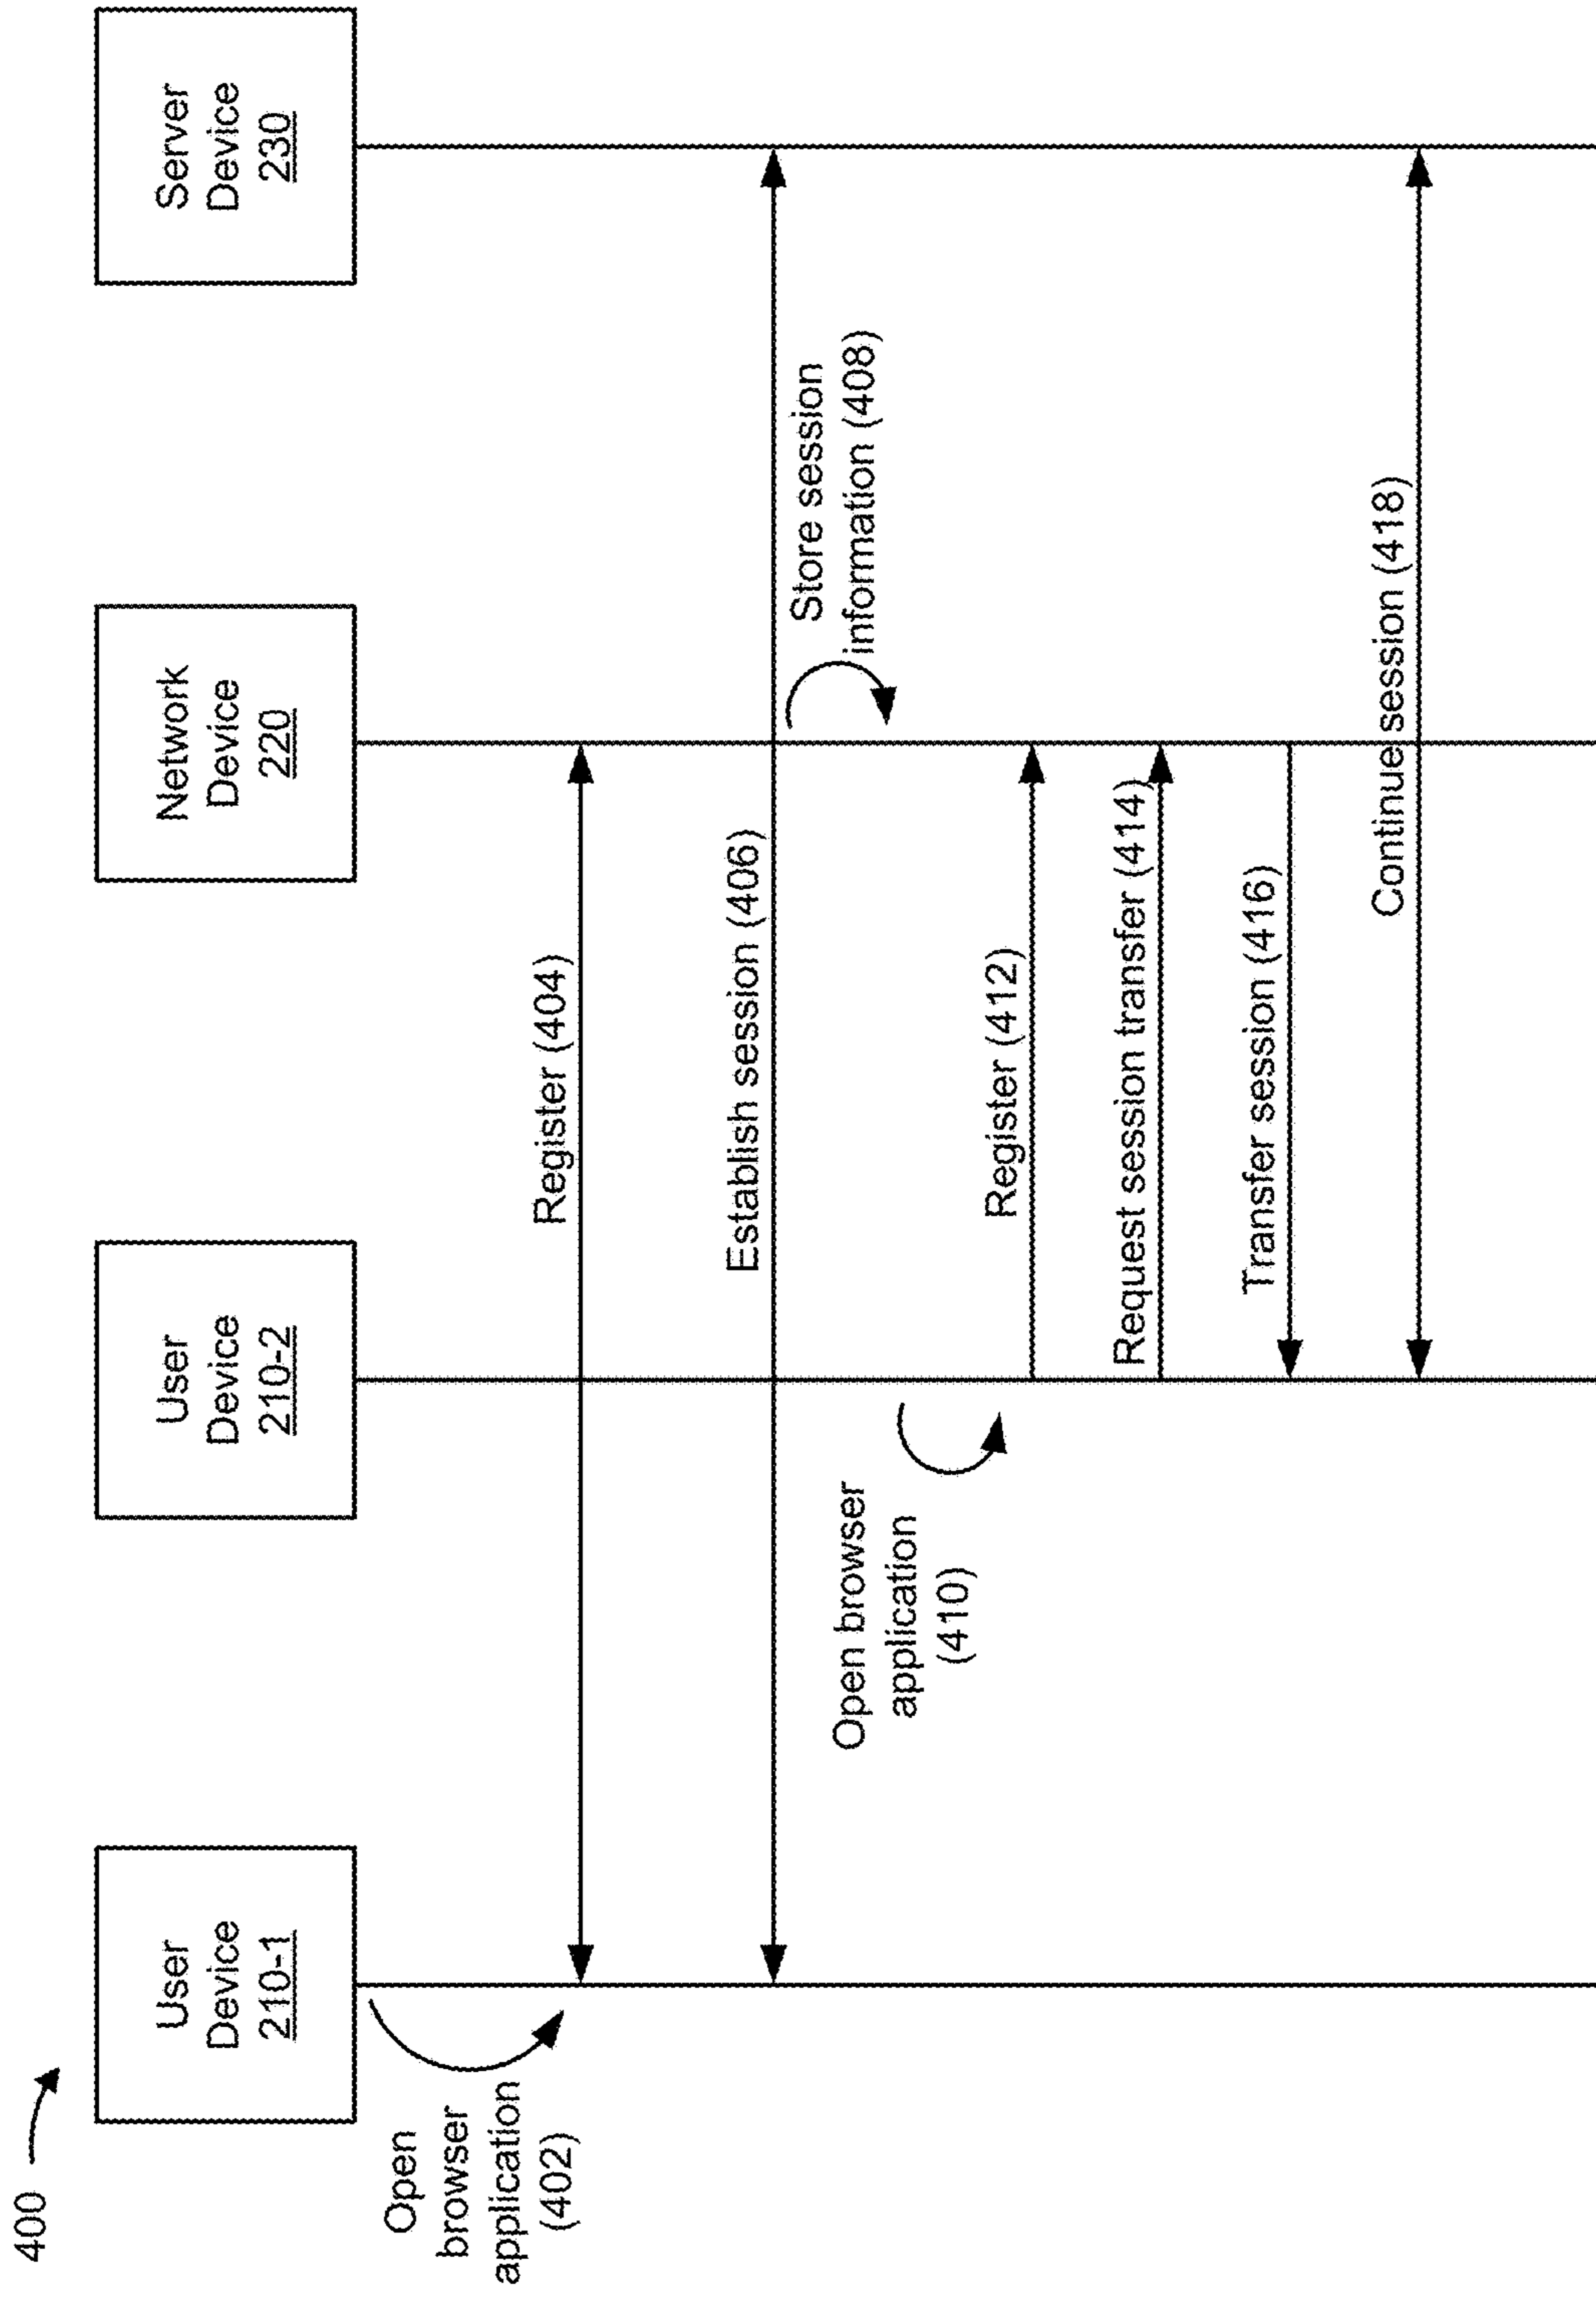 400
User
Device
210-1
User
Device
210-2
Network
Device
220
Server
Device
230
Open
browser
application
(402)
Register (404)
Establish session (406)
Store session
information (408)
Open browser
application
(410)
Register (412)
Request session transfer (414)
Transfer session (416)
Continue session (418)